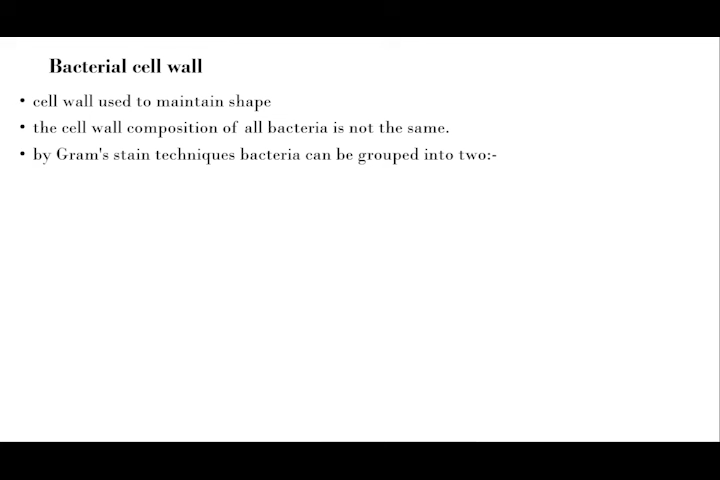 Bacterial cell wall
• cell wall used to maintain shape
• the cell wall composition of all bacteria is not the same.
• by Gram's stain techniques bacteria can be grouped into two:-